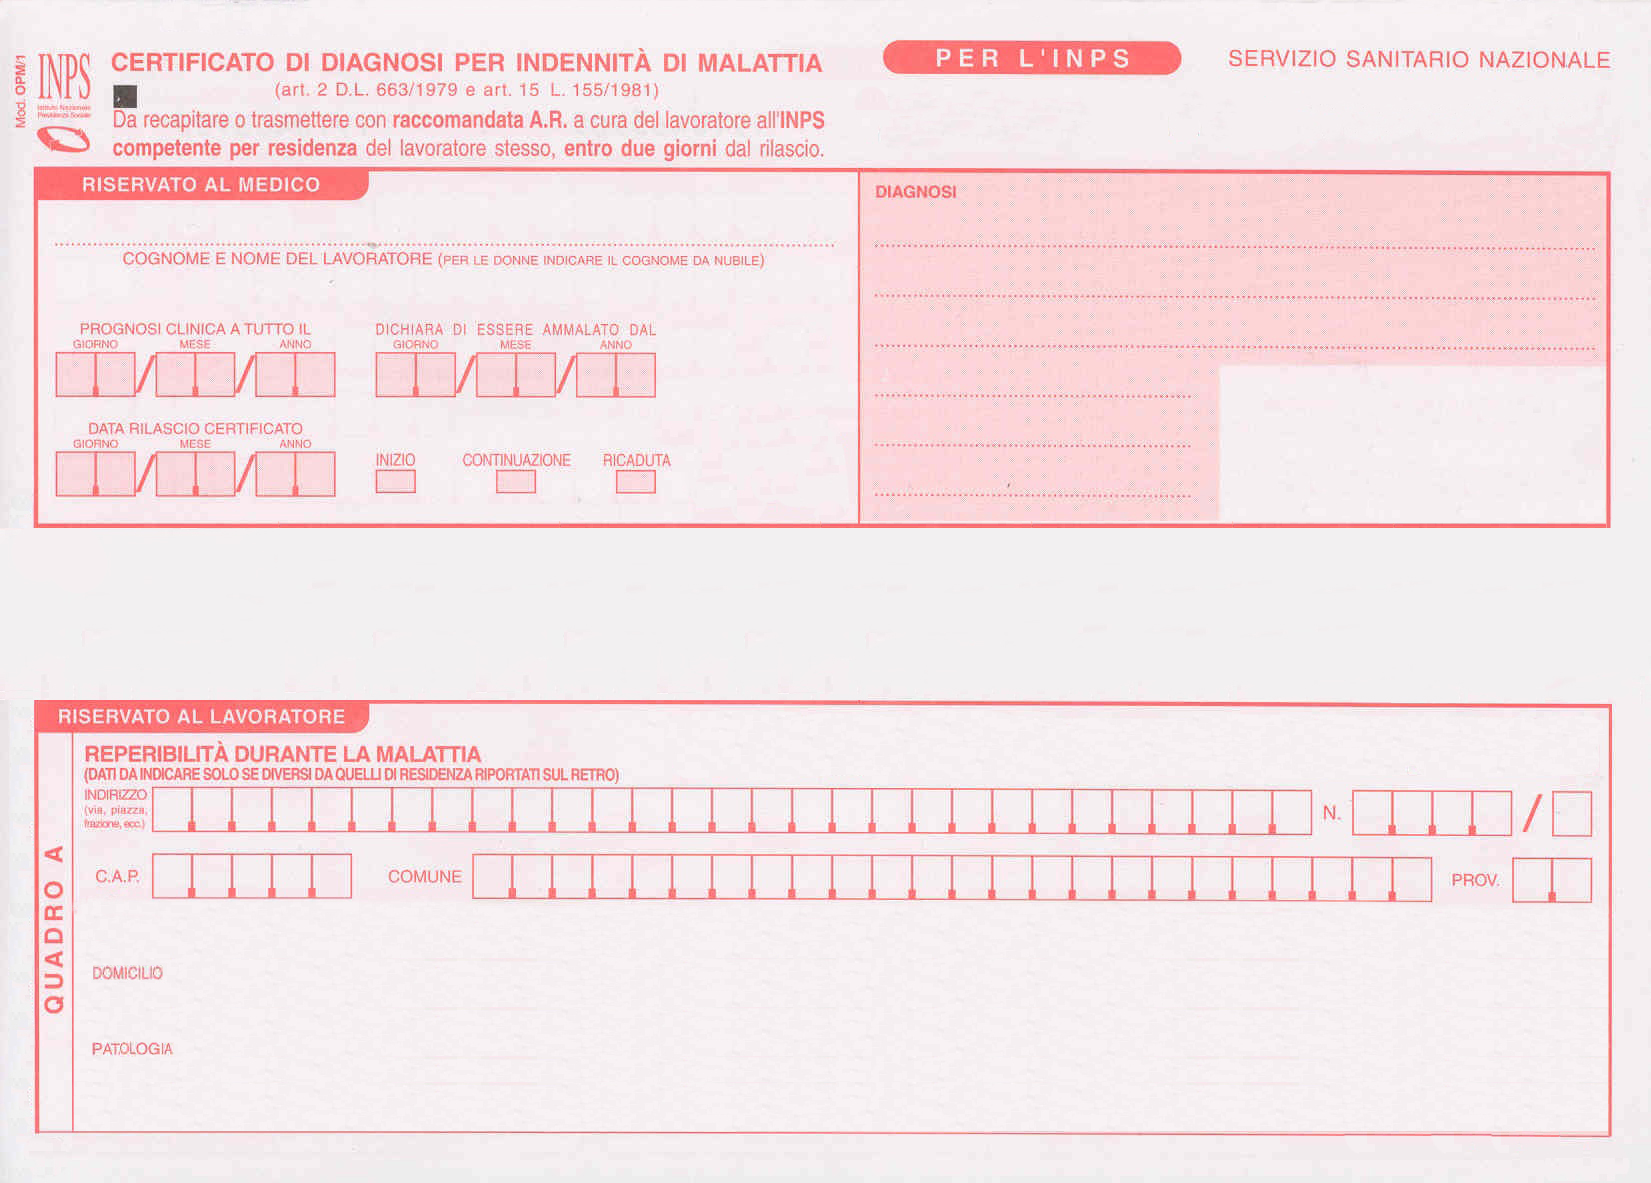 Mod. OPM/1
INPS
Istituto Nazionale
Previdenza Sociale
CERTIFICATO DI DIAGNOSI PER INDENNITÀ DI MALATTIA
(art. 2 D.L. 663/1979 e art. 15 L. 155/1981)
Da recapitare o trasmettere con raccomandata A.R. a cura del lavoratore all'INPS
competente per residenza del lavoratore stesso, entro due giorni dal rilascio.
PER L'INPS
SERVIZIO SANITARIO NAZIONALE
RISERVATO AL MEDICO
COGNOME E NOME DEL LAVORATORE (PER LE DONNE INDICARE IL COGNOME DA NUBILE)
PROGNOSI CLINICA A TUTTO IL
GIORNO MESE ANNO
DICHIARA DI ESSERE AMMALATO DAL
GIORNO MESE ANNO
DATA RILASCIO CERTIFICATO
GIORNO MESE ANNO
INIZIO CONTINUAZIONE RICADUTA
DIAGNOSI
RISERVATO AL LAVORATORE
QUADRO A
REPERIBILITÀ DURANTE LA MALATTIA
(DATI DA INDICARE SOLO SE DIVERSI DA QUELLI DI RESIDENZA RIPORTATI SUL RETRO)
INDIRIZZO
(via, piazza,
frazione, ecc.)
N. /
C.A.P. COMUNE PROV.
DOMICILIO
PATOLOGIA